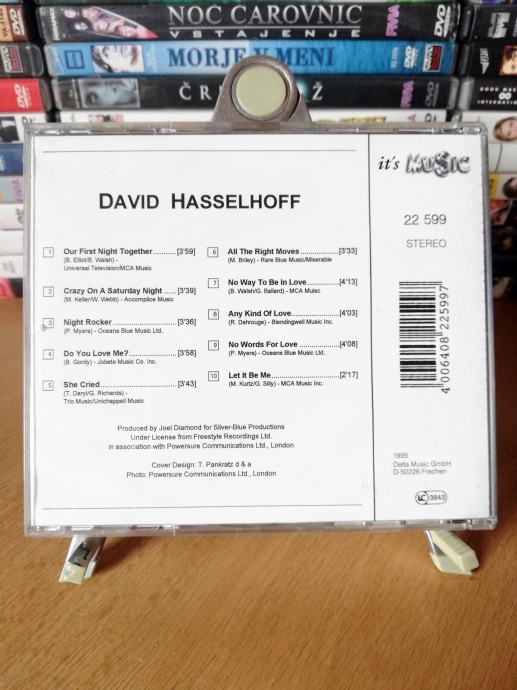 NOČ ČAROVNIC
VSTAJENJE
MORJE V MENI
it's MUSIC
DAVID HASSELHOFF
22 599
STEREO
1 Our First Night Together ........... [3'59]
(B. Elliot/B. Walsh) -
Universal Television/MCA Music
2 Crazy On A Saturday Night ...... [3'39]
(M. Keller/W. Webb) - Accomplice Music
3 Night Rocker ............................... [3'36]
(P. Myers) - Oceans Blue Music Ltd.
4 Do You Love Me? ....................... [3'58]
(B. Gordy) - Jobete Music Co. Inc.
5 She Cried .................................... [3'43]
(T. Daryl/G. Richards) -
Trio Music/Unichappell Music
6 All The Right Moves ................... [3'33]
(M. Briley) - Rare Blue Music/Miserable
7 No Way To Be In Love ................ [4'13]
(B. Walsh/G. Ballard) - MCA Muisc
8 Any Kind Of Love ........................ [4'03]
(R. Dahrouge) - Blendingwell Music Inc.
9 No Words For Love ..................... [4'08]
(P. Myers) - Oceans Blue Music Ltd.
10 Let It Be Me ................................. [2'17]
(M. Kurtz/G. Silly) - MCA Music Inc.
4 006408 225997
Produced by Joel Diamond for Silver-Blue Productions
Under License from Freestyle Recordings Ltd.
in association with Powersure Communications Ltd., London
Cover Design: T. Pankratz d & a
Photo: Powersure Communications Ltd., London
1995
Delta Music GmbH
D-50226 Frechen
LC 3843